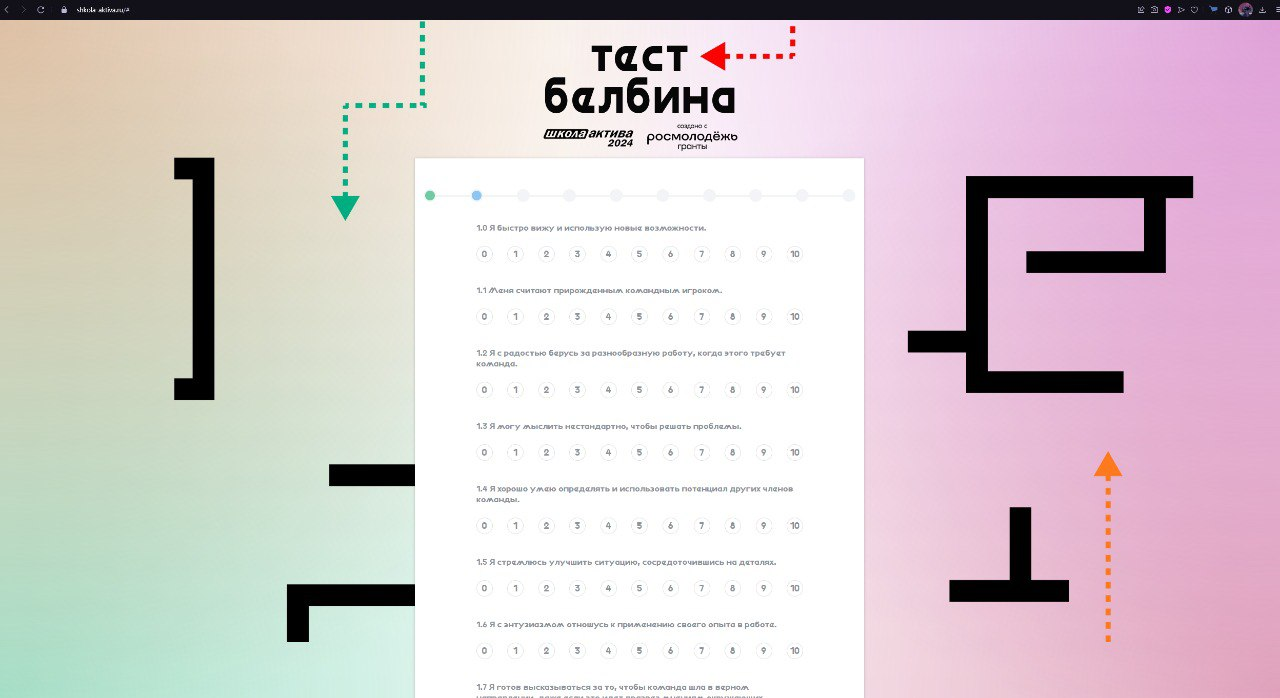 shkola-aktiva.ru/#
тест
белбина
школа актива
2024
создано с
росмолодёжь
гранты
1.0 Я быстро вижу и использую новые возможности.
0 1 2 3 4 5 6 7 8 9 10
1.1 Меня считают прирожденным командным игроком.
0 1 2 3 4 5 6 7 8 9 10
1.2 Я с радостью берусь за разнообразную работу, когда этого требует
команда.
0 1 2 3 4 5 6 7 8 9 10
1.3 Я могу мыслить нестандартно, чтобы решать проблемы.
0 1 2 3 4 5 6 7 8 9 10
1.4 Я хорошо умею определять и использовать потенциал других членов
команды.
0 1 2 3 4 5 6 7 8 9 10
1.5 Я стремлюсь улучшить ситуацию, сосредоточившись на деталях.
0 1 2 3 4 5 6 7 8 9 10
1.6 Я с энтузиазмом отношусь к применению своего опыта в работе.
0 1 2 3 4 5 6 7 8 9 10
1.7 Я готов высказываться за то, чтобы команда шла в верном